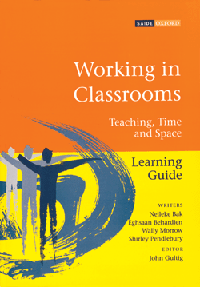 SAIDE OXFORD
Working in
Classrooms
Teaching, Time
and Space
Learning
Guide
WRITERS
Nelleke Bak
Eghsaan Behardien
Wally Morrow
Shirley Pendlebury
EDITOR
John Gultig